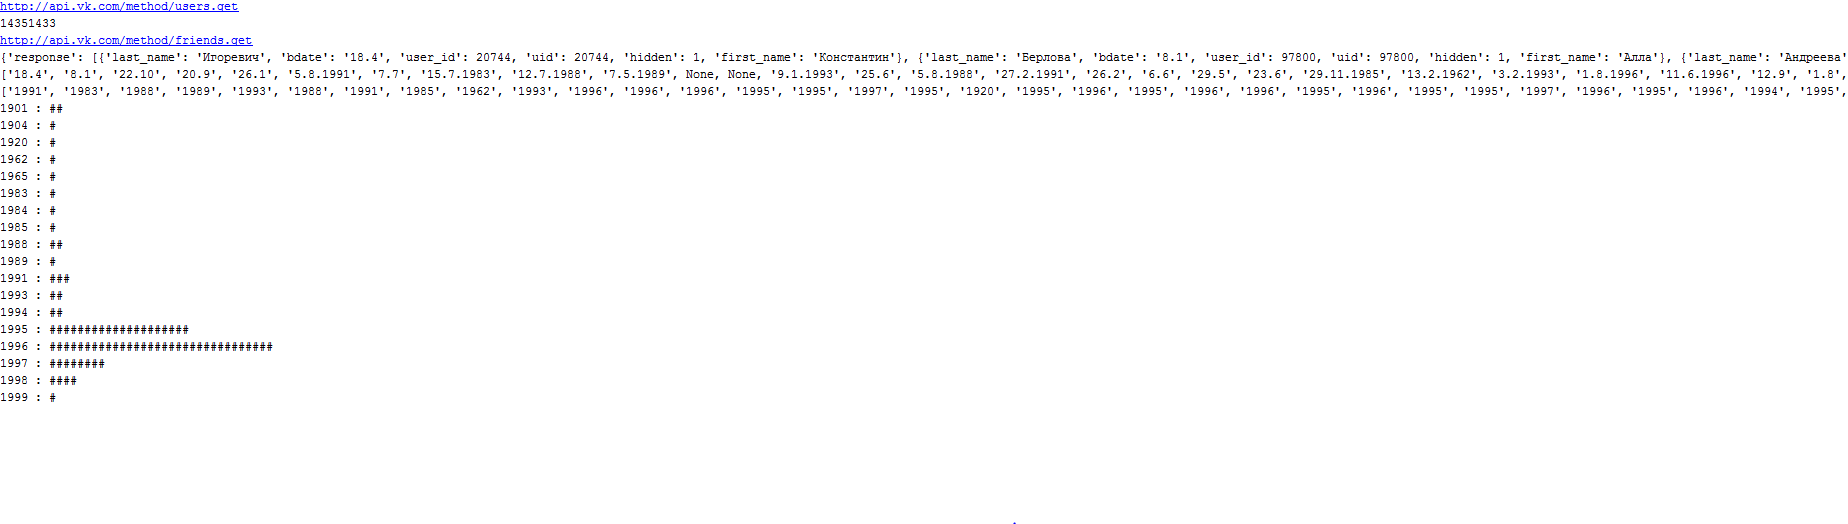 http://api.vk.com/method/users.get
14351433
http://api.vk.com/method/friends.get
{'response': [{'last_name': 'Игоревич', 'bdate': '18.4', 'user_id': 20744, 'uid': 20744, 'hidden': 1, 'first_name': 'Константин'}, {'last_name': 'Берлова', 'bdate': '8.1', 'user_id': 97800, 'uid': 97800, 'hidden': 1, 'first_name': 'Алла'}, {'last_name': 'Андреева'
['18.4', '8.1', '22.10', '20.9', '26.1', '5.8.1991', '7.7', '15.7.1983', '12.7.1988', '7.5.1989', None, None, '9.1.1993', '25.6', '5.8.1988', '27.2.1991', '26.2', '6.6', '29.5', '23.6', '29.11.1985', '13.2.1962', '3.2.1993', '1.8.1996', '11.6.1996', '12.9', '1.8',
['1991', '1983', '1988', '1989', '1993', '1988', '1991', '1985', '1962', '1993', '1996', '1996', '1996', '1995', '1995', '1997', '1995', '1920', '1995', '1996', '1995', '1996', '1996', '1995', '1996', '1995', '1995', '1997', '1996', '1995', '1996', '1994', '1995',
1901 : ##
1904 : #
1920 : #
1962 : #
1965 : #
1983 : #
1984 : #
1985 : #
1988 : ##
1989 : #
1991 : ###
1993 : ##
1994 : ##
1995 : ####################
1996 : ################################
1997 : ########
1998 : ####
1999 : #